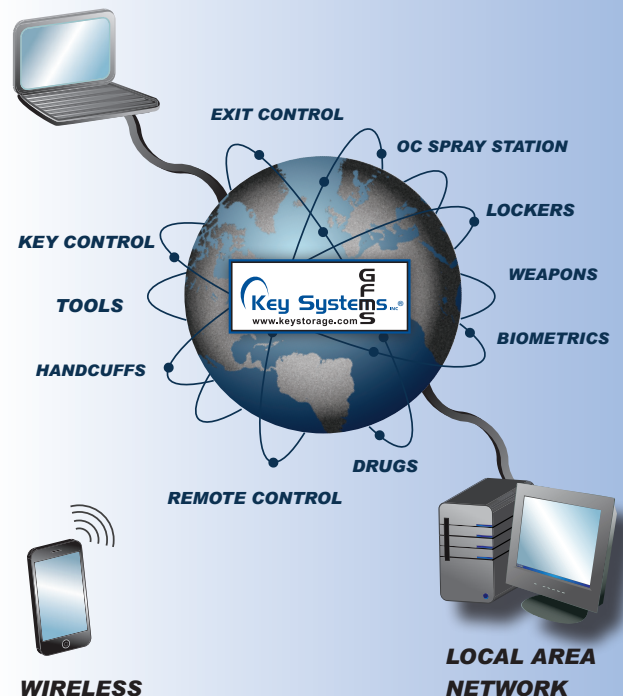 EXIT CONTROL
OC SPRAY STATION
LOCKERS
KEY CONTROL
WEAPONS
TOOLS
GFMS
Key Systems, INC®
www.keystorage.com
BIOMETRICS
HANDCUFFS
DRUGS
REMOTE CONTROL
WIRELESS
LOCAL AREA
NETWORK